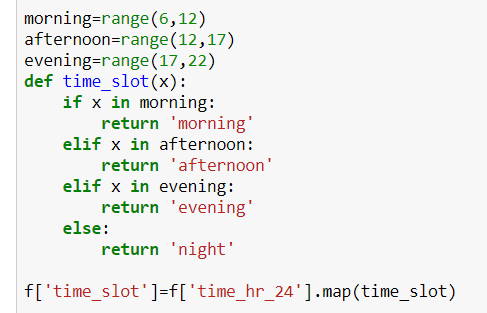 morning=range(6,12)
afternoon=range(12,17)
evening=range(17,22)
def time_slot(x):
    if x in morning:
        return 'morning'
    elif x in afternoon:
        return 'afternoon'
    elif x in evening:
        return 'evening'
    else:
        return 'night'

f['time_slot']=f['time_hr_24'].map(time_slot)